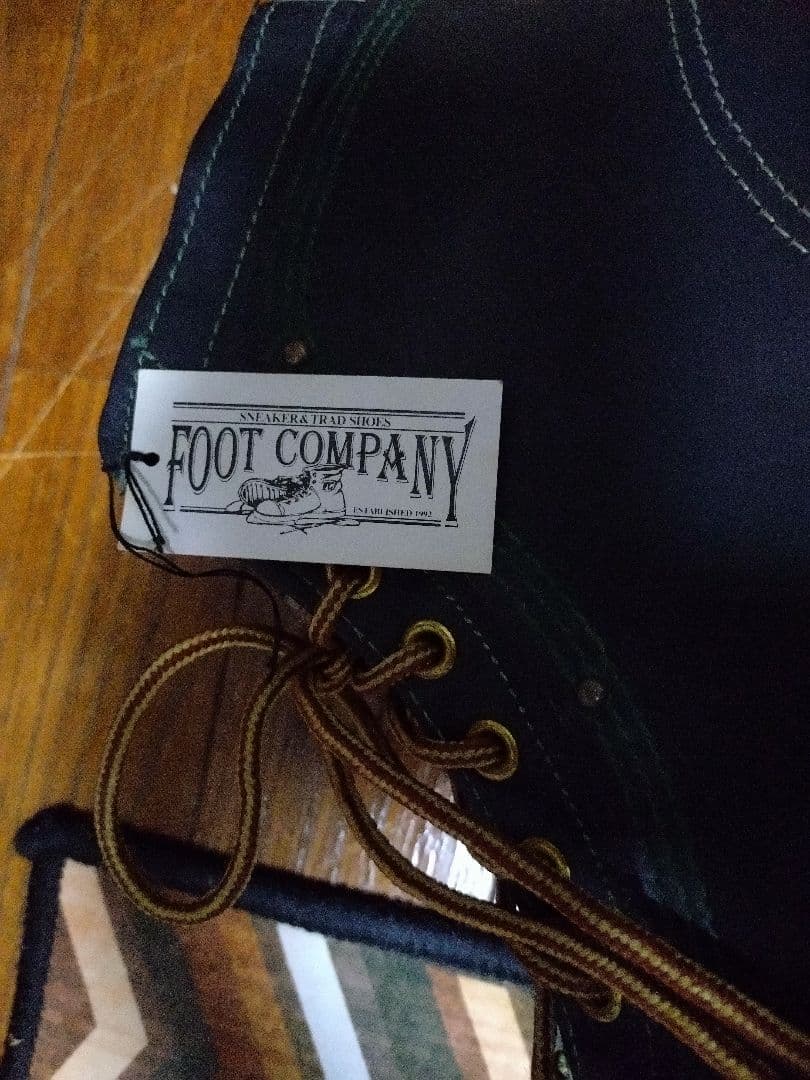 SNEAKER & TRAD SHOES
FOOT COMPANY
ESTABLISHED 1992